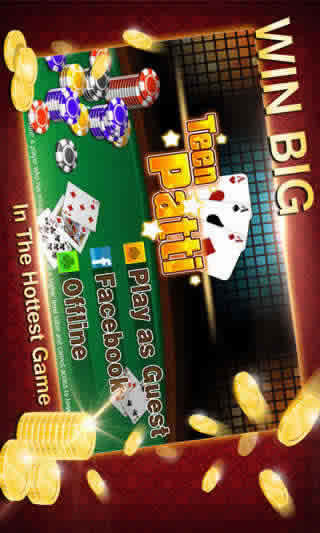 WIN BIG
Teen
Patti
Play as Guest
Facebook
Offline
In The Hottest Game